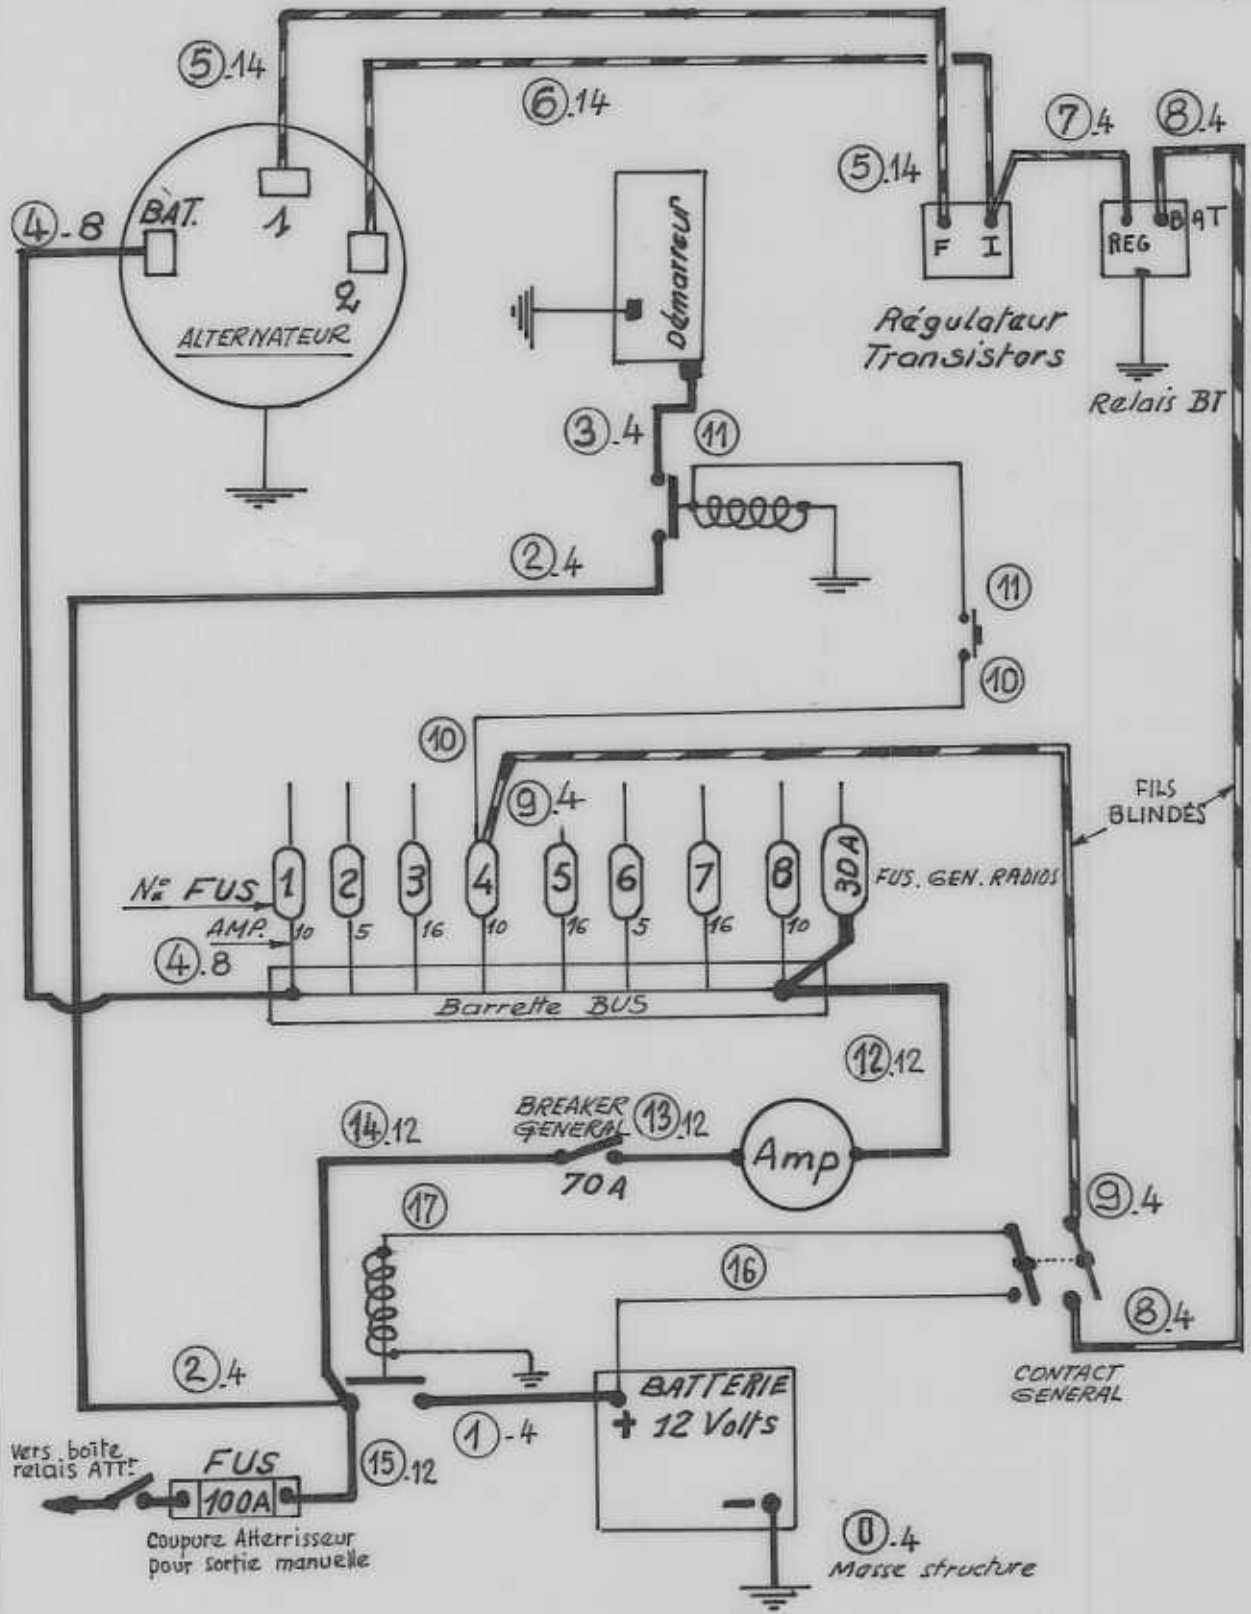 5.14
6.14
7.4
8.4
5.14
4-8
BAT.
1
2
ALTERNATEUR
Démarreur
F I
REG
BAT
Régulateur
Transistors
Relais BT
3.4
11
2.4
11
10
10
9.4
FILS
BLINDÉS
No FUS
1
2
3
4
5
6
7
8
30A
FUS. GEN. RADIOS
AMP.
10
5
16
10
16
5
16
10
4.8
Barrette BUS
12.12
14.12
BREAKER
GENERAL
13.12
70A
Amp
17
9.4
16
8.4
2.4
CONTACT
GENERAL
BATTERIE
+ 12 Volts
1-4
Vers boîte
relais ATT.
FUS
15.12
100A
-
Coupure Atterrisseur
pour sortie manuelle
0.4
Masse structure